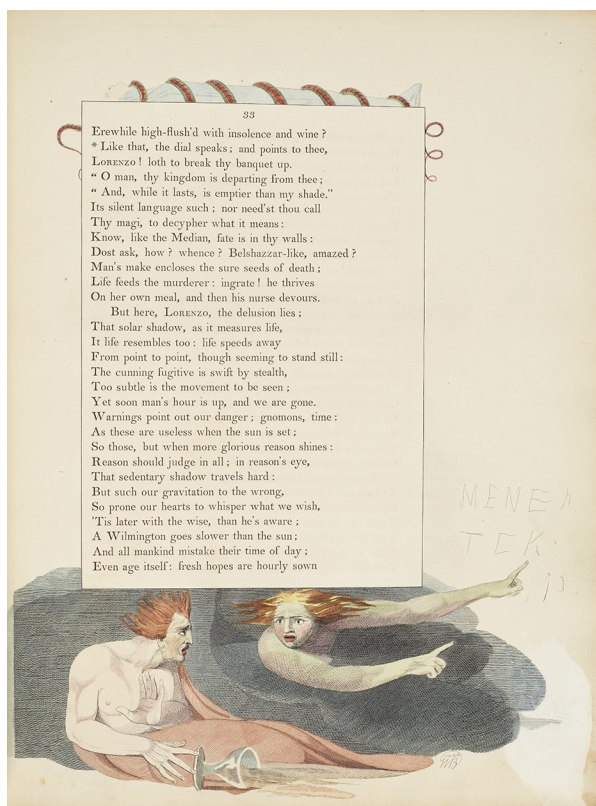 33
Erewhile high-flush'd with insolence and wine?
* Like that, the dial speaks; and points to thee,
LORENZO! loth to break thy banquet up.
“ O man, thy kingdom is departing from thee;
“ And, while it lasts, is emptier than my shade.”
Its silent language such; nor need'st thou call
Thy magi, to decypher what it means:
Know, like the Median, fate is in thy walls:
Dost ask, how? whence? Belshazzar-like, amazed?
Man's make encloses the sure seeds of death;
Life feeds the murderer: ingrate! he thrives
On her own meal, and then his nurse devours.
But here, LORENZO, the delusion lies;
That solar shadow, as it measures life,
It life resembles too: life speeds away
From point to point, though seeming to stand still:
The cunning fugitive is swift by stealth,
Too subtle is the movement to be seen;
Yet soon man's hour is up, and we are gone.
Warnings point out our danger; gnomons, time:
As these are useless when the sun is set;
So those, but when more glorious reason shines:
Reason should judge in all; in reason's eye,
That sedentary shadow travels hard:
But such our gravitation to the wrong,
So prone our hearts to whisper what we wish,
'Tis later with the wise, than he's aware;
A Wilmington goes slower than the sun;
And all mankind mistake their time of day;
Even age itself: fresh hopes are hourly sown
MENE
WB